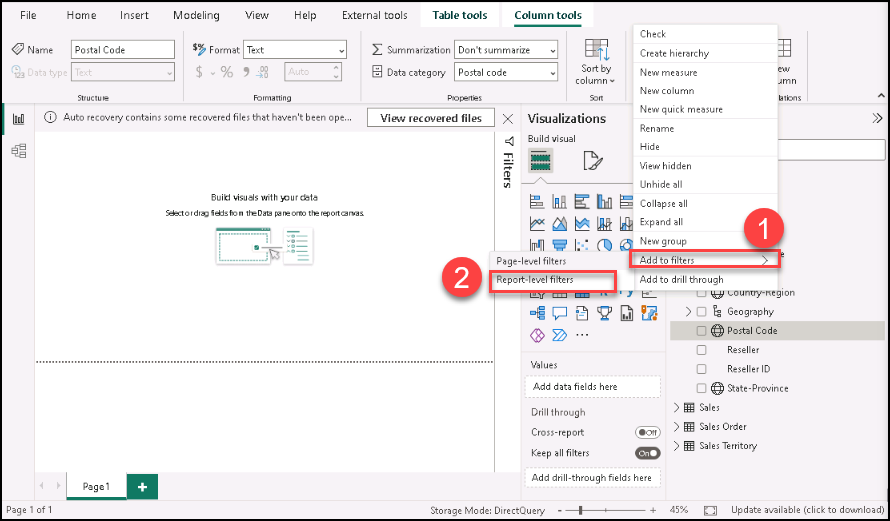 File Home Insert Modeling View Help External tools Table tools Column tools
Name Postal Code
Data type Text
Structure
$% Format Text
$ % 9 Auto
Formatting
Summarization Don't summarize
Data category Postal code
Properties
Sort by
column
Sort
Check
Create hierarchy
New measure
New column
New quick measure
Rename
Hide
View hidden
Unhide all
Collapse all
Expand all
New group
Add to filters
Add to drill through
1
Page-level filters
Report-level filters
2
Auto recovery contains some recovered files that haven't been ope...
View recovered files
Filters
Build visuals with your data
Select or drag fields from the Data pane onto the report canvas.
Visualizations
Build visual
Values
Add data fields here
Drill through
Cross-report Off
Keep all filters On
Add drill-through fields here
Country-Region
Geography
Postal Code
Reseller
Reseller ID
State-Province
Sales
Sales Order
Sales Territory
Page 1
Page 1 of 1
Storage Mode: DirectQuery
45%
Update available (click to download)